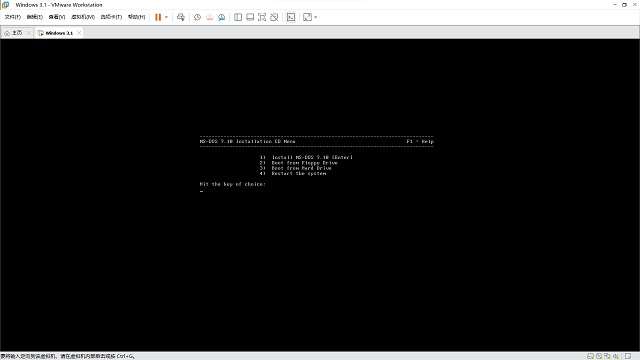 Windows 3.1 - VMware Workstation
文件(F) 编辑(E) 查看(V) 虚拟机(M) 选项卡(T) 帮助(H)
主页 Windows 3.1
MS-DOS 7.10 Installation CD Menu F1 = Help
1) Install MS-DOS 7.10 [Enter]
2) Boot from Floppy Drive
3) Boot from Hard Drive
4) Restart the system
Hit the key of choice:
要将输入定向到该虚拟机，请在虚拟机内部单击或按 Ctrl+G。